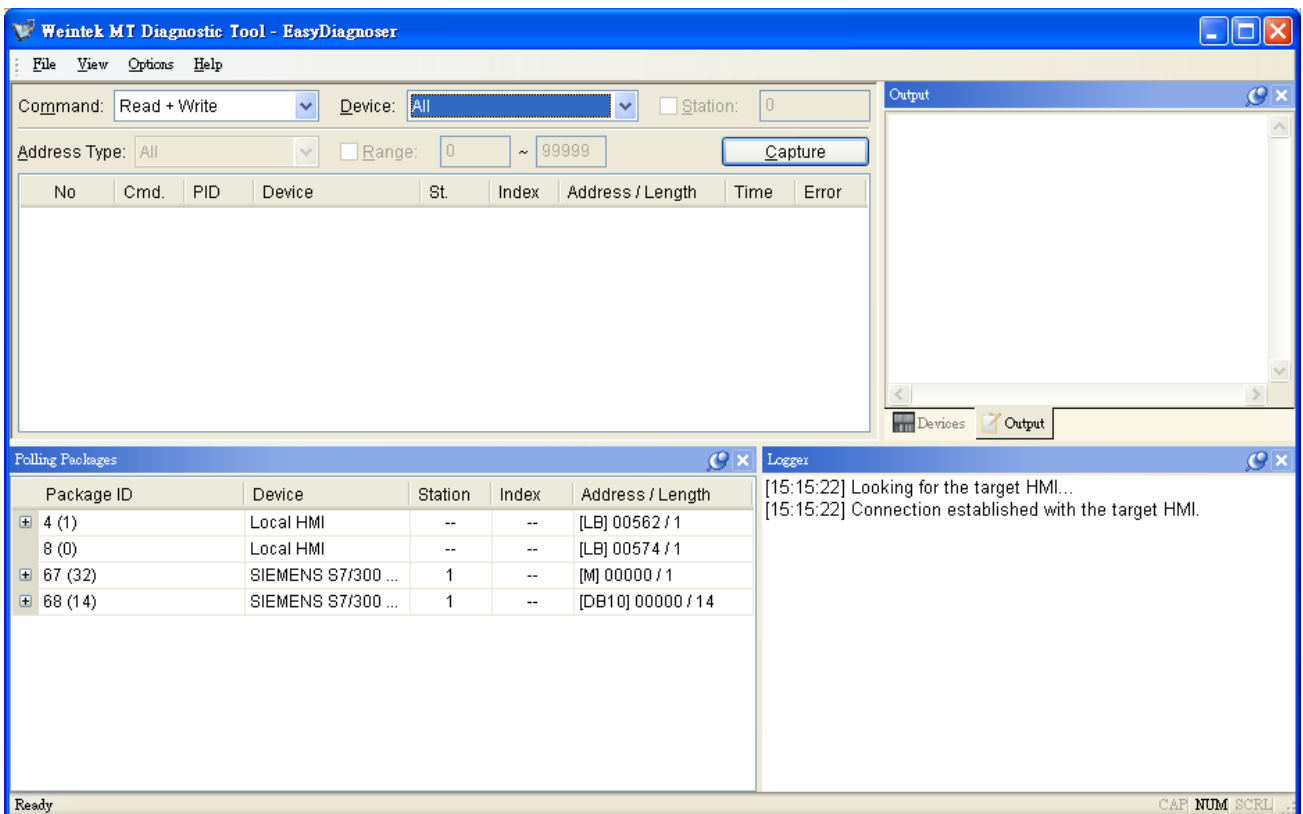 Weintek MT Diagnostic Tool - EasyDiagnoser
File View Options Help
Command: Read + Write Device: All Station: 0
Address Type: All Range: 0 ~ 99999 Capture
No Cmd. PID Device St. Index Address / Length Time Error
Output
Devices Output
Polling Packages
Package ID Device Station Index Address / Length
4 (1) Local HMI -- -- [LB] 00562 / 1
8 (0) Local HMI -- -- [LB] 00574 / 1
67 (32) SIEMENS S7/300 ... 1 -- [M] 00000 / 1
68 (14) SIEMENS S7/300 ... 1 -- [DB10] 00000 / 14
Logger
[15:15:22] Looking for the target HMI...
[15:15:22] Connection established with the target HMI.
Ready CAP NUM SCRL